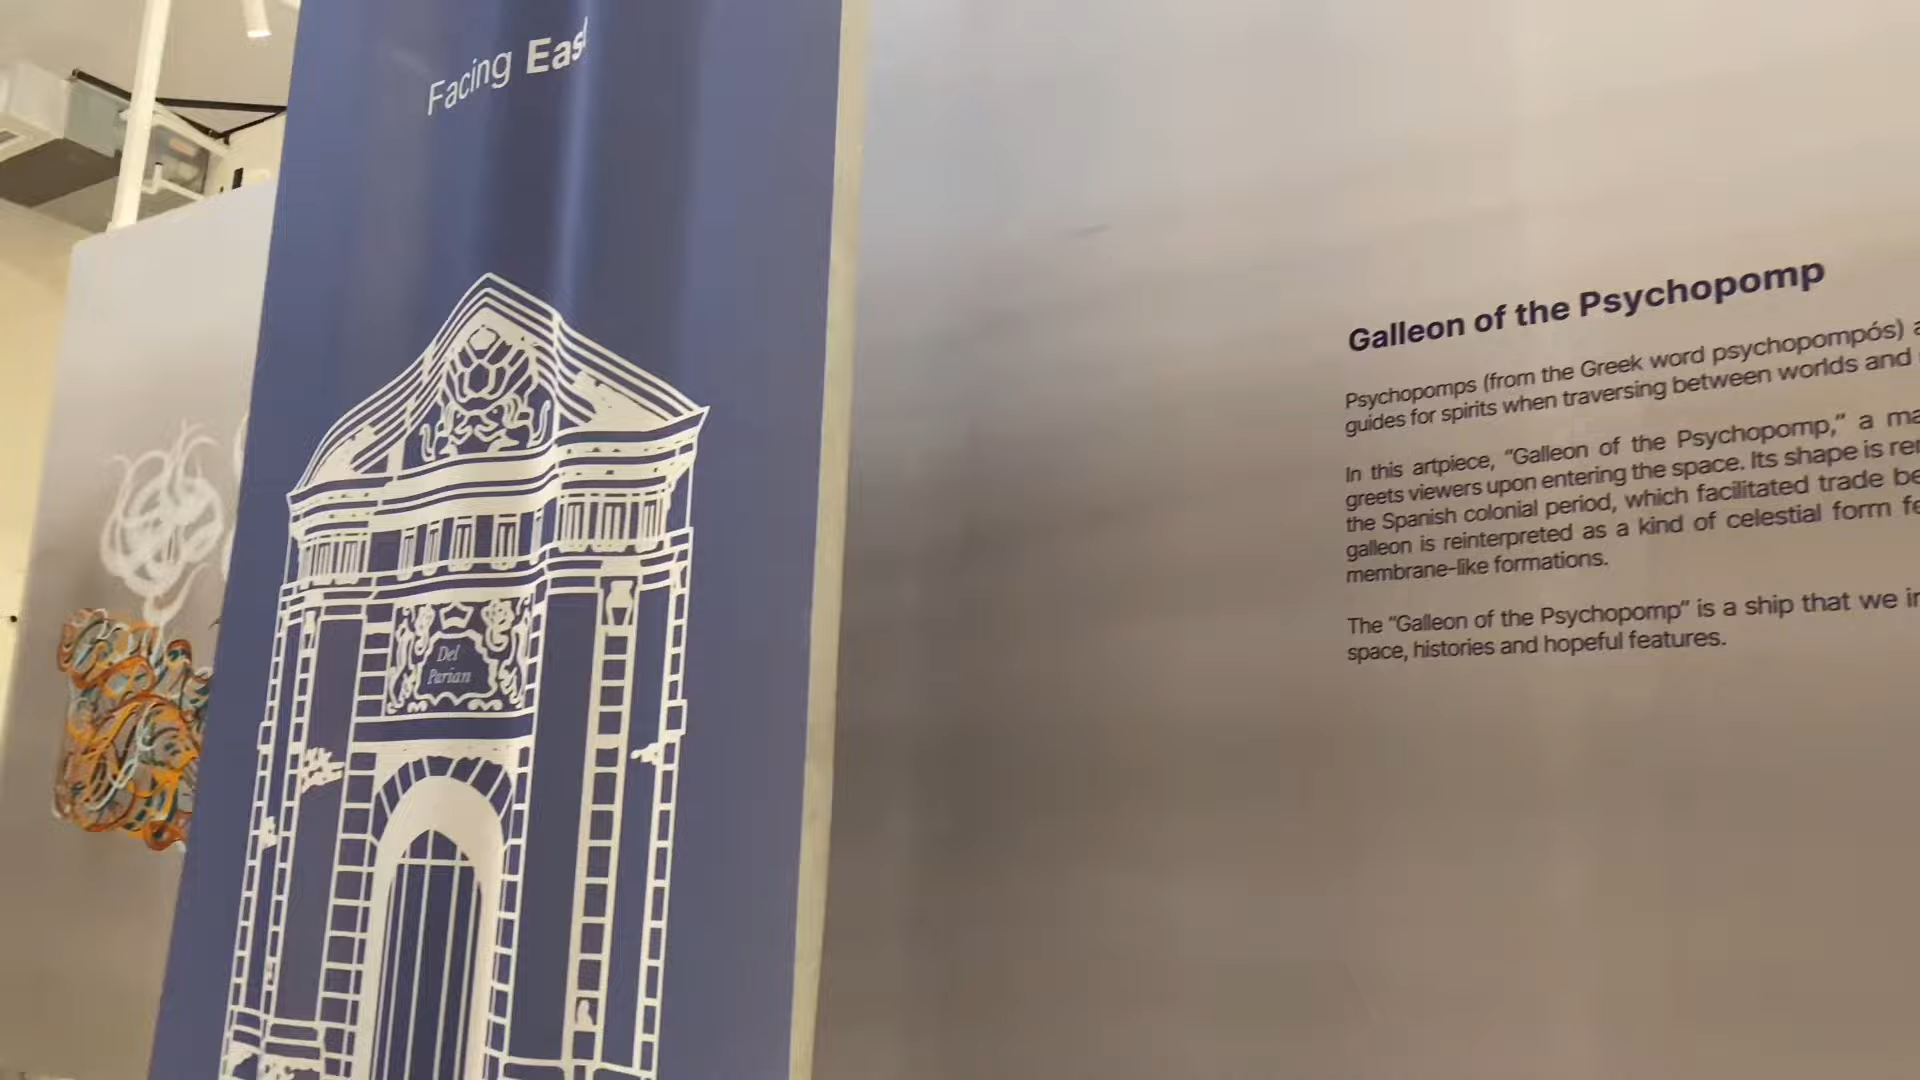 Facing East
Del
Parian
Galleon of the Psychopomp
Psychopomps (from the Greek word psychopompós)
guides for spirits when traversing between worlds and
In this artpiece, “Galleon of the Psychopomp,” a
greets viewers upon entering the space. Its shape is
the Spanish colonial period, which facilitated trade
galleon is reinterpreted as a kind of celestial form
membrane-like formations.
The “Galleon of the Psychopomp” is a ship that we
space, histories and hopeful features.